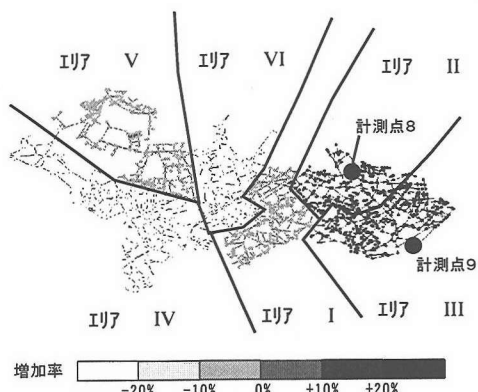 エリア V
エリア VI
エリア II
計測点8
計測点9
エリア IV
エリア I
エリア III
増加率
-20% -10% 0% +10% +20%